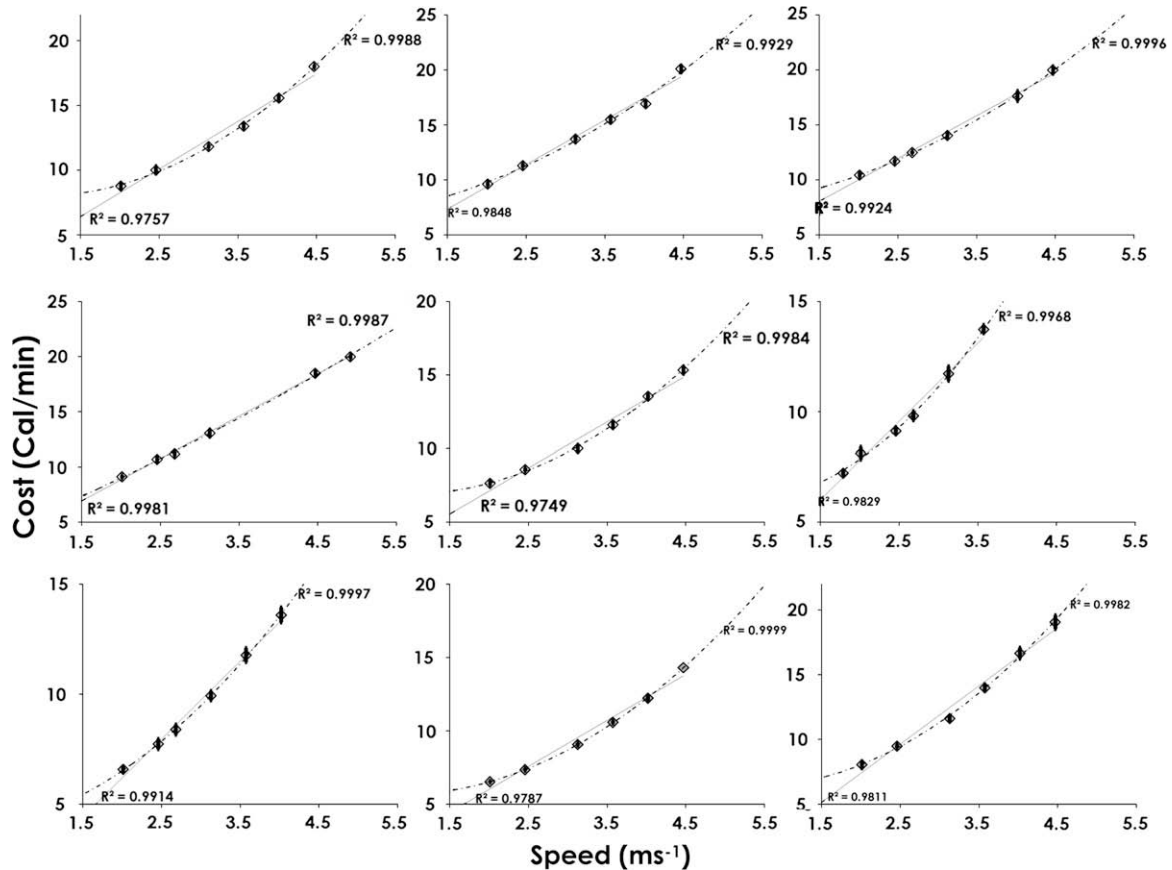 20
R² = 0.9988
15
10
R² = 0.9757
5
1.5 2.5 3.5 4.5 5.5
25
R² = 0.9929
20
15
10
R² = 0.9848
5
1.5 2.5 3.5 4.5 5.5
25
R² = 0.9996
20
15
10
R² = 0.9924
5
1.5 2.5 3.5 4.5 5.5
Cost (Cal/min)
25
R² = 0.9987
20
15
10
R² = 0.9981
5
1.5 2.5 3.5 4.5 5.5
20
R² = 0.9984
15
10
R² = 0.9749
5
1.5 2.5 3.5 4.5 5.5
15
R² = 0.9968
10
R² = 0.9829
5
1.5 2.5 3.5 4.5 5.5
15
R² = 0.9997
10
R² = 0.9914
5
1.5 2.5 3.5 4.5 5.5
20
R² = 0.9999
15
10
R² = 0.9787
5
1.5 2.5 3.5 4.5 5.5
R² = 0.9982
20
15
10
R² = 0.9811
5
1.5 2.5 3.5 4.5 5.5
Speed (ms⁻¹)